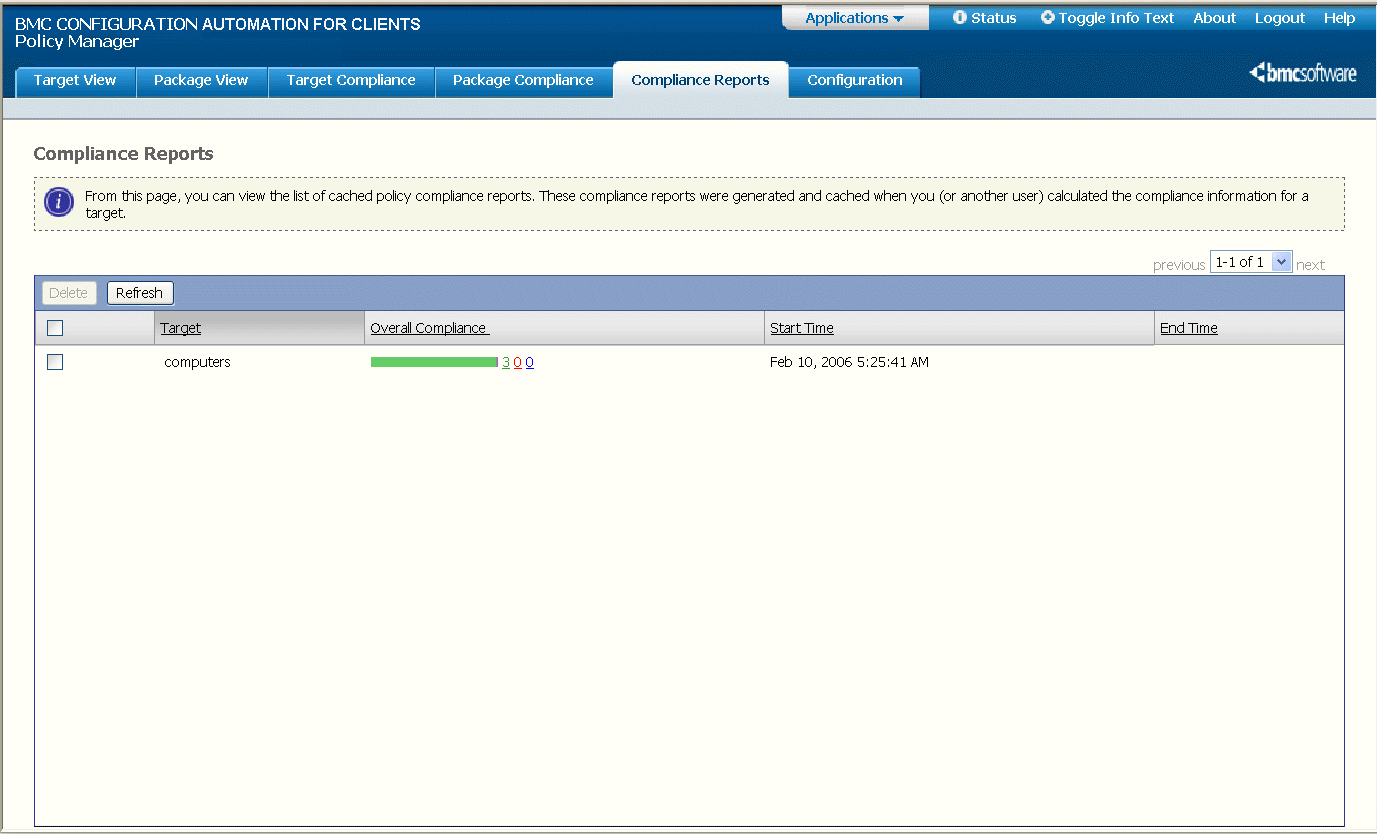 BMC CONFIGURATION AUTOMATION FOR CLIENTS
Policy Manager
Applications
Status
Toggle Info Text
About
Logout
Help
Target View
Package View
Target Compliance
Package Compliance
Compliance Reports
Configuration
bmcsoftware
Compliance Reports
From this page, you can view the list of cached policy compliance reports. These compliance reports were generated and cached when you (or another user) calculated the compliance information for a
target.
previous 1-1 of 1 next
Delete Refresh
Target Overall Compliance Start Time End Time
computers 3 0 0 Feb 10, 2006 5:25:41 AM